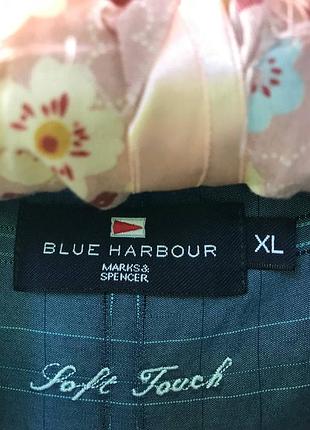 BLUE HARBOUR
MARKS &
SPENCER
XL
Soft Touch